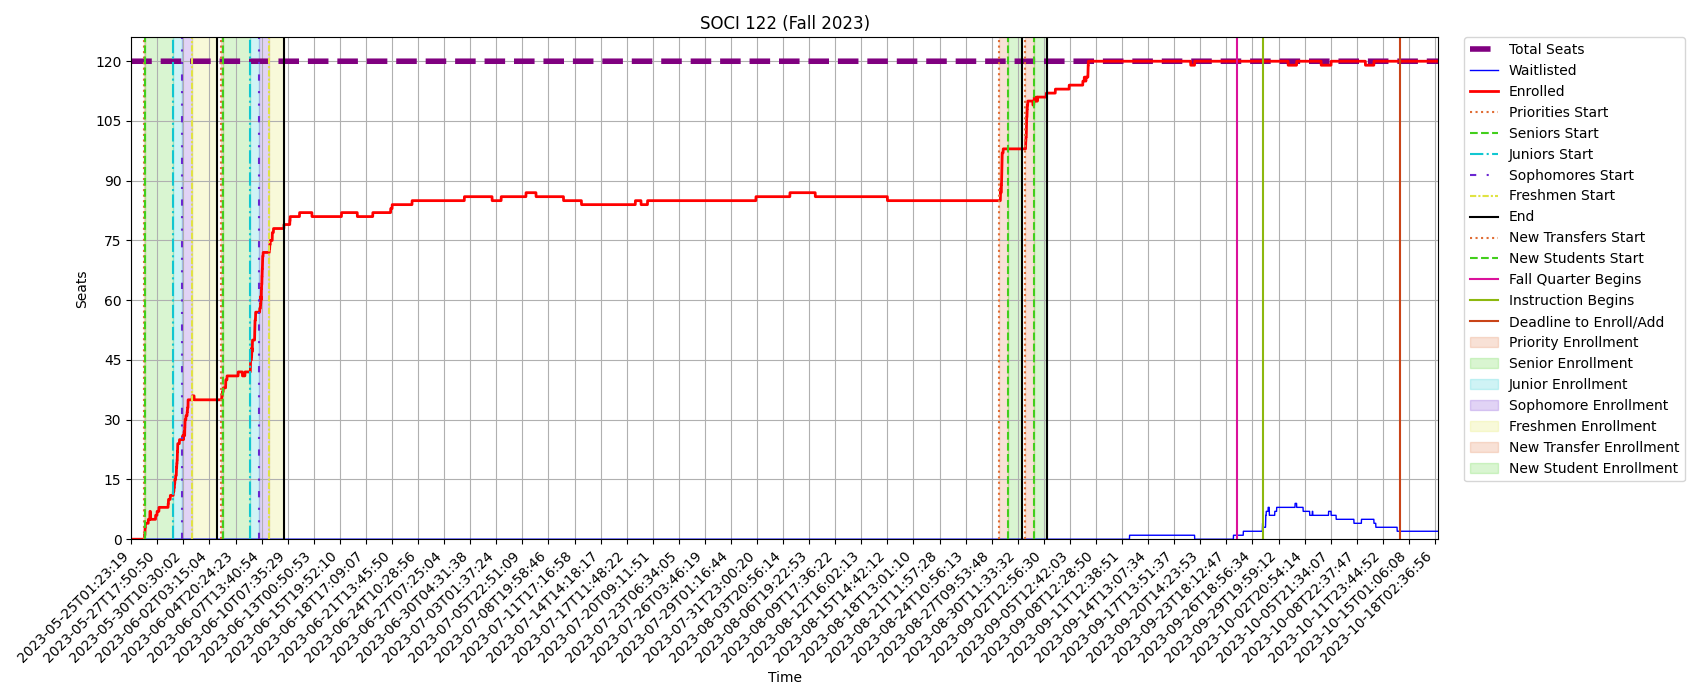 SOCI 122 (Fall 2023)
Seats
120
105
90
75
60
45
30
15
0
2023-05-25T01:23:19
2023-05-27T17:50:50
2023-05-30T10:30:02
2023-06-02T03:15:04
2023-06-04T20:24:23
2023-06-07T13:40:54
2023-06-10T07:35:29
2023-06-13T00:50:53
2023-06-15T19:52:10
2023-06-18T17:09:07
2023-06-21T13:45:50
2023-06-24T10:28:56
2023-06-27T07:25:04
2023-06-30T04:31:38
2023-07-03T01:37:24
2023-07-05T22:51:09
2023-07-08T19:58:46
2023-07-11T17:16:58
2023-07-14T14:18:17
2023-07-17T11:48:22
2023-07-20T09:11:51
2023-07-23T06:34:05
2023-07-26T03:46:19
2023-07-29T01:16:44
2023-07-31T23:00:20
2023-08-03T20:56:14
2023-08-06T19:22:53
2023-08-09T17:36:22
2023-08-12T16:02:13
2023-08-15T14:42:12
2023-08-18T13:01:10
2023-08-21T11:57:28
2023-08-24T10:56:13
2023-08-27T09:53:48
2023-08-30T11:33:32
2023-09-02T12:56:30
2023-09-05T12:42:03
2023-09-08T12:28:50
2023-09-11T12:38:51
2023-09-14T13:07:34
2023-09-17T13:51:37
2023-09-20T14:23:53
2023-09-23T18:12:47
2023-09-26T18:56:34
2023-09-29T19:59:12
2023-10-02T20:54:14
2023-10-05T21:34:07
2023-10-08T22:37:47
2023-10-11T23:44:52
2023-10-15T01:06:08
2023-10-18T02:36:56
Time
Total Seats
Waitlisted
Enrolled
Priorities Start
Seniors Start
Juniors Start
Sophomores Start
Freshmen Start
End
New Transfers Start
New Students Start
Fall Quarter Begins
Instruction Begins
Deadline to Enroll/Add
Priority Enrollment
Senior Enrollment
Junior Enrollment
Sophomore Enrollment
Freshmen Enrollment
New Transfer Enrollment
New Student Enrollment